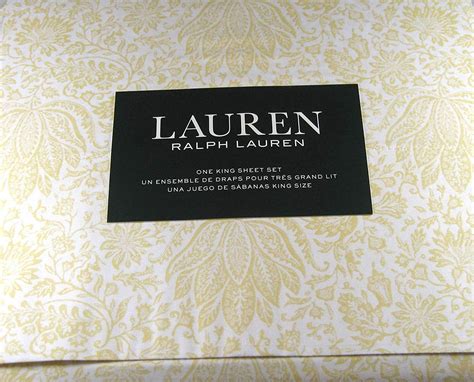 LAUREN
RALPH LAUREN
ONE KING SHEET SET
UN ENSEMBLE DE DRAPS POUR TRÈS GRAND LIT
UNA JUEGO DE SÁBANAS KING SIZE